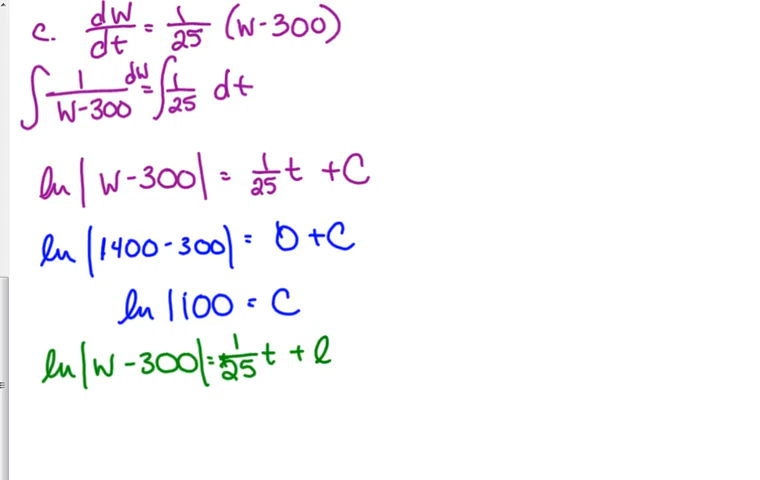 c. dW/dt = 1/25 (W-300)
∫ 1/(W-300) dW = ∫ 1/25 dt
ln|W-300| = 1/25 t + C
ln|1400-300| = 0 + C
ln 1100 = C
ln|W-300| = 1/25 t + l